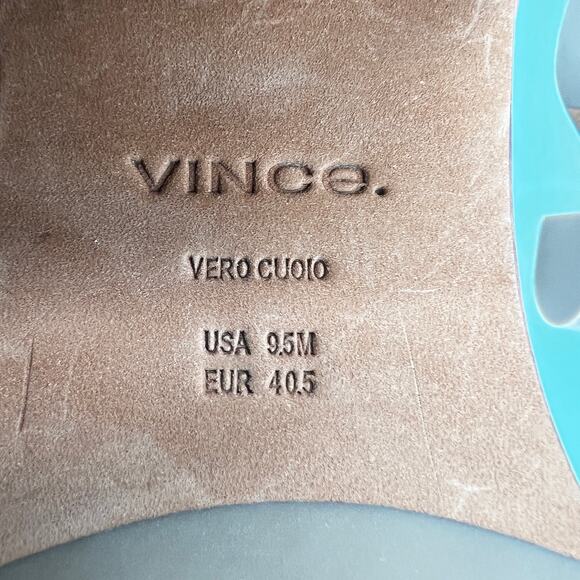 VINCE.
VERO CUOIO
USA 9.5M
EUR 40.5